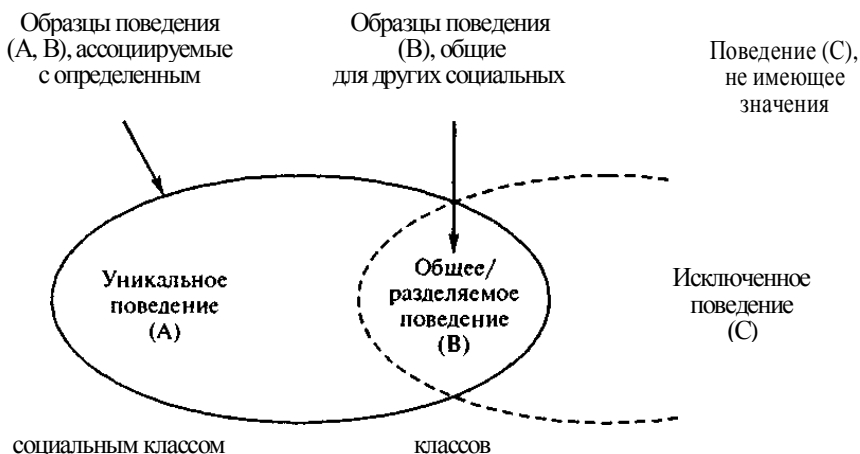 Образцы поведения
(А, В), ассоциируемые
с определенным
Образцы поведения
(В), общие
для других социальных
Поведение (С),
не имеющее
значения
Уникальное
поведение
(А)
Общее/
разделяемое
поведение
(В)
Исключенное
поведение
(С)
социальным классом
классов